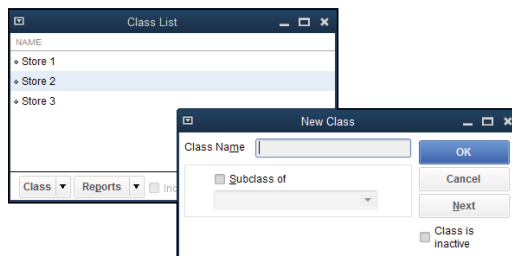 Class List
NAME
Store 1
Store 2
Store 3
New Class
Class Name
OK
Subclass of
Cancel
Next
Class Reports
Class is
inactive